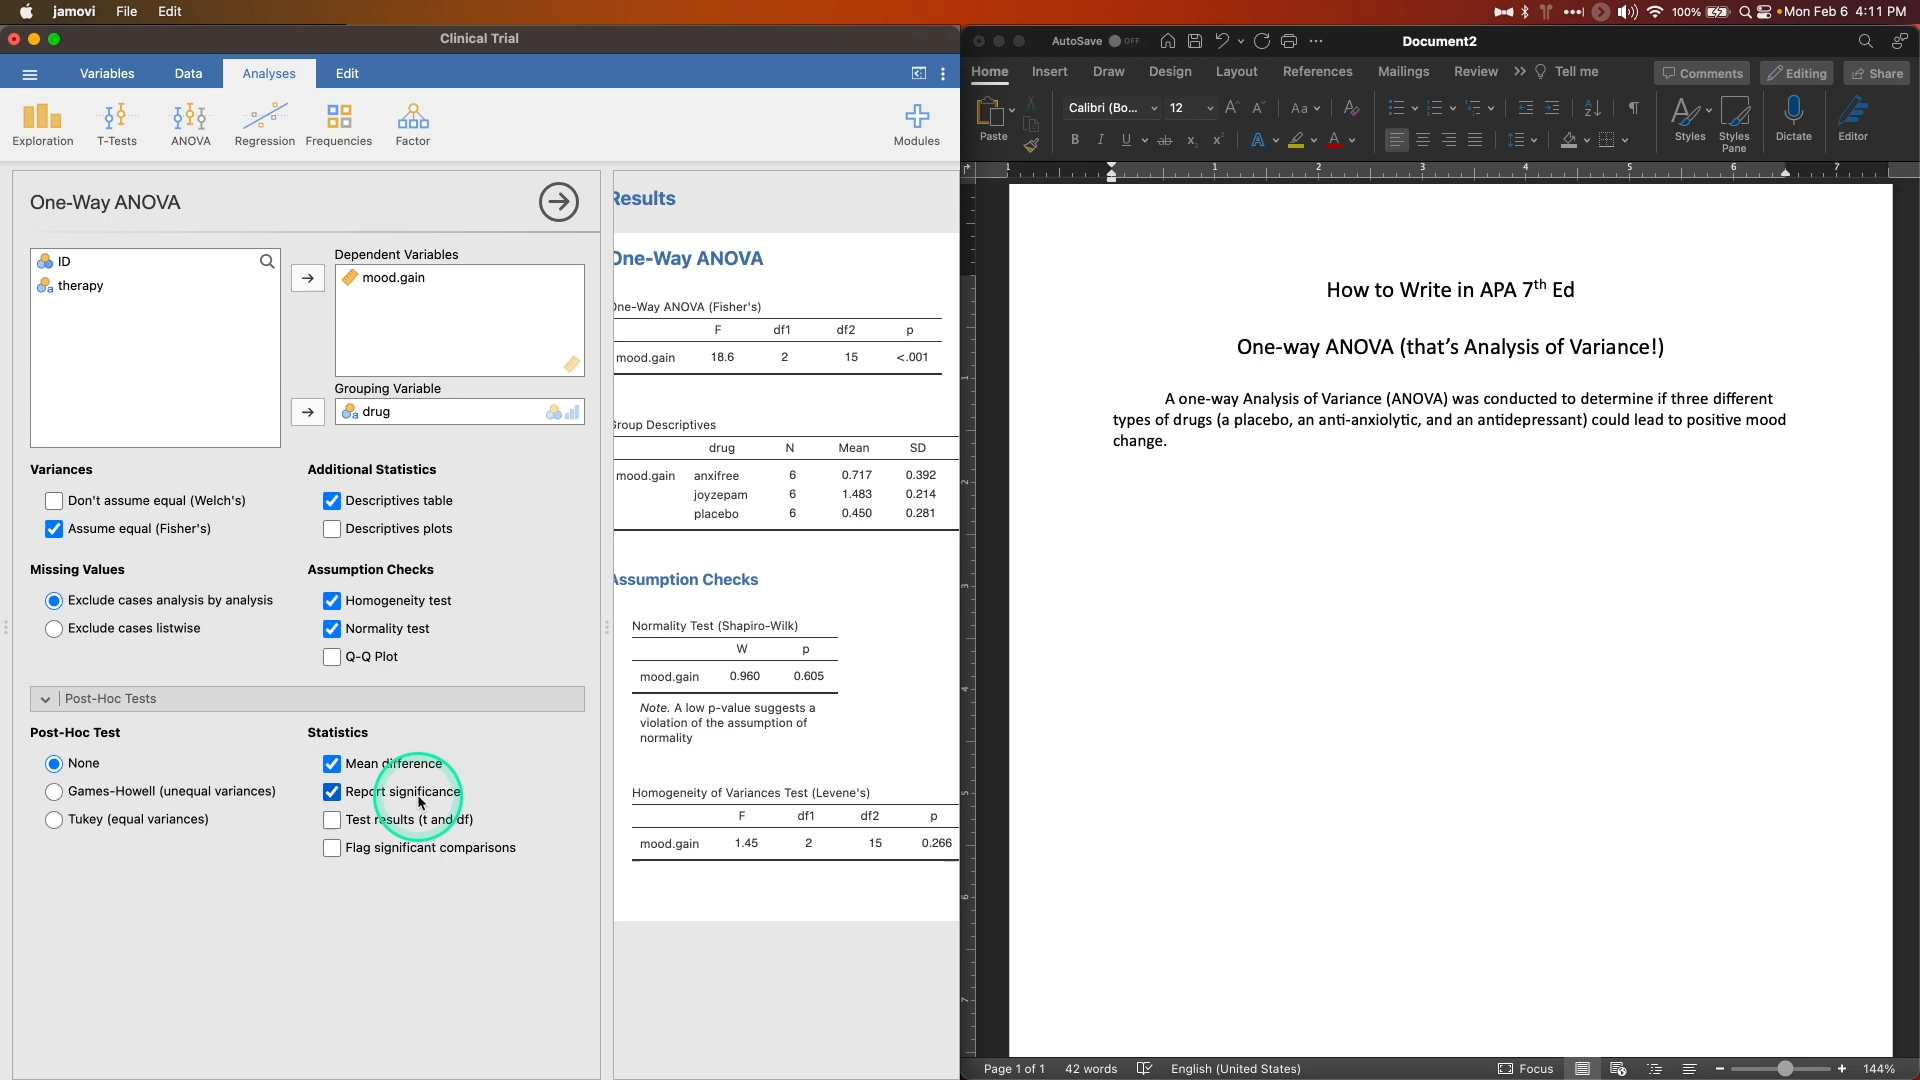 jamovi File Edit
100% Mon Feb 6 4:11 PM
Clinical Trial
Variables Data Analyses Edit
Exploration T-Tests ANOVA Regression Frequencies Factor Modules
One-Way ANOVA
ID
therapy
Dependent Variables
mood.gain
Grouping Variable
drug
Variances
Don't assume equal (Welch's)
Assume equal (Fisher's)
Additional Statistics
Descriptives table
Descriptives plots
Missing Values
Exclude cases analysis by analysis
Exclude cases listwise
Assumption Checks
Homogeneity test
Normality test
Q-Q Plot
Post-Hoc Tests
Post-Hoc Test
None
Games-Howell (unequal variances)
Tukey (equal variances)
Statistics
Mean difference
Report significance
Test results (t and df)
Flag significant comparisons
Results
One-Way ANOVA
One-Way ANOVA (Fisher's)
F df1 df2 p
mood.gain 18.6 2 15 <.001
Group Descriptives
drug N Mean SD
mood.gain anxifree 6 0.717 0.392
joyzepam 6 1.483 0.214
placebo 6 0.450 0.281
Assumption Checks
Normality Test (Shapiro-Wilk)
W p
mood.gain 0.960 0.605
Note. A low p-value suggests a
violation of the assumption of
normality
Homogeneity of Variances Test (Levene's)
F df1 df2 p
mood.gain 1.45 2 15 0.266
AutoSave OFF Document2
Home Insert Draw Design Layout References Mailings Review Tell me Comments Editing Share
Paste Calibri (Bo... 12 Styles Styles Pane Dictate Editor
1 1 2 3 4 5 6 7
How to Write in APA 7th Ed
One-way ANOVA (that's Analysis of Variance!)
A one-way Analysis of Variance (ANOVA) was conducted to determine if three different
types of drugs (a placebo, an anti-anxiolytic, and an antidepressant) could lead to positive mood
change.
Page 1 of 1 42 words English (United States) Focus 144%